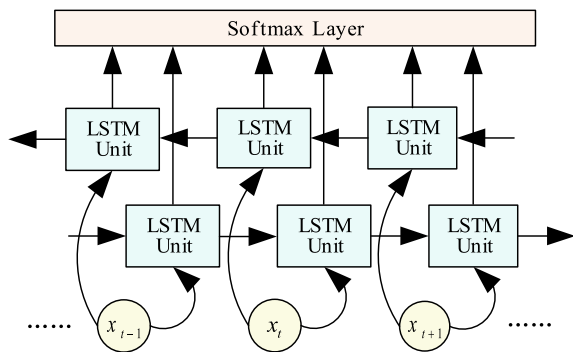 Softmax Layer
LSTM
Unit
LSTM
Unit
LSTM
Unit
LSTM
Unit
LSTM
Unit
LSTM
Unit
...... x t−1 x t x t+1 ......